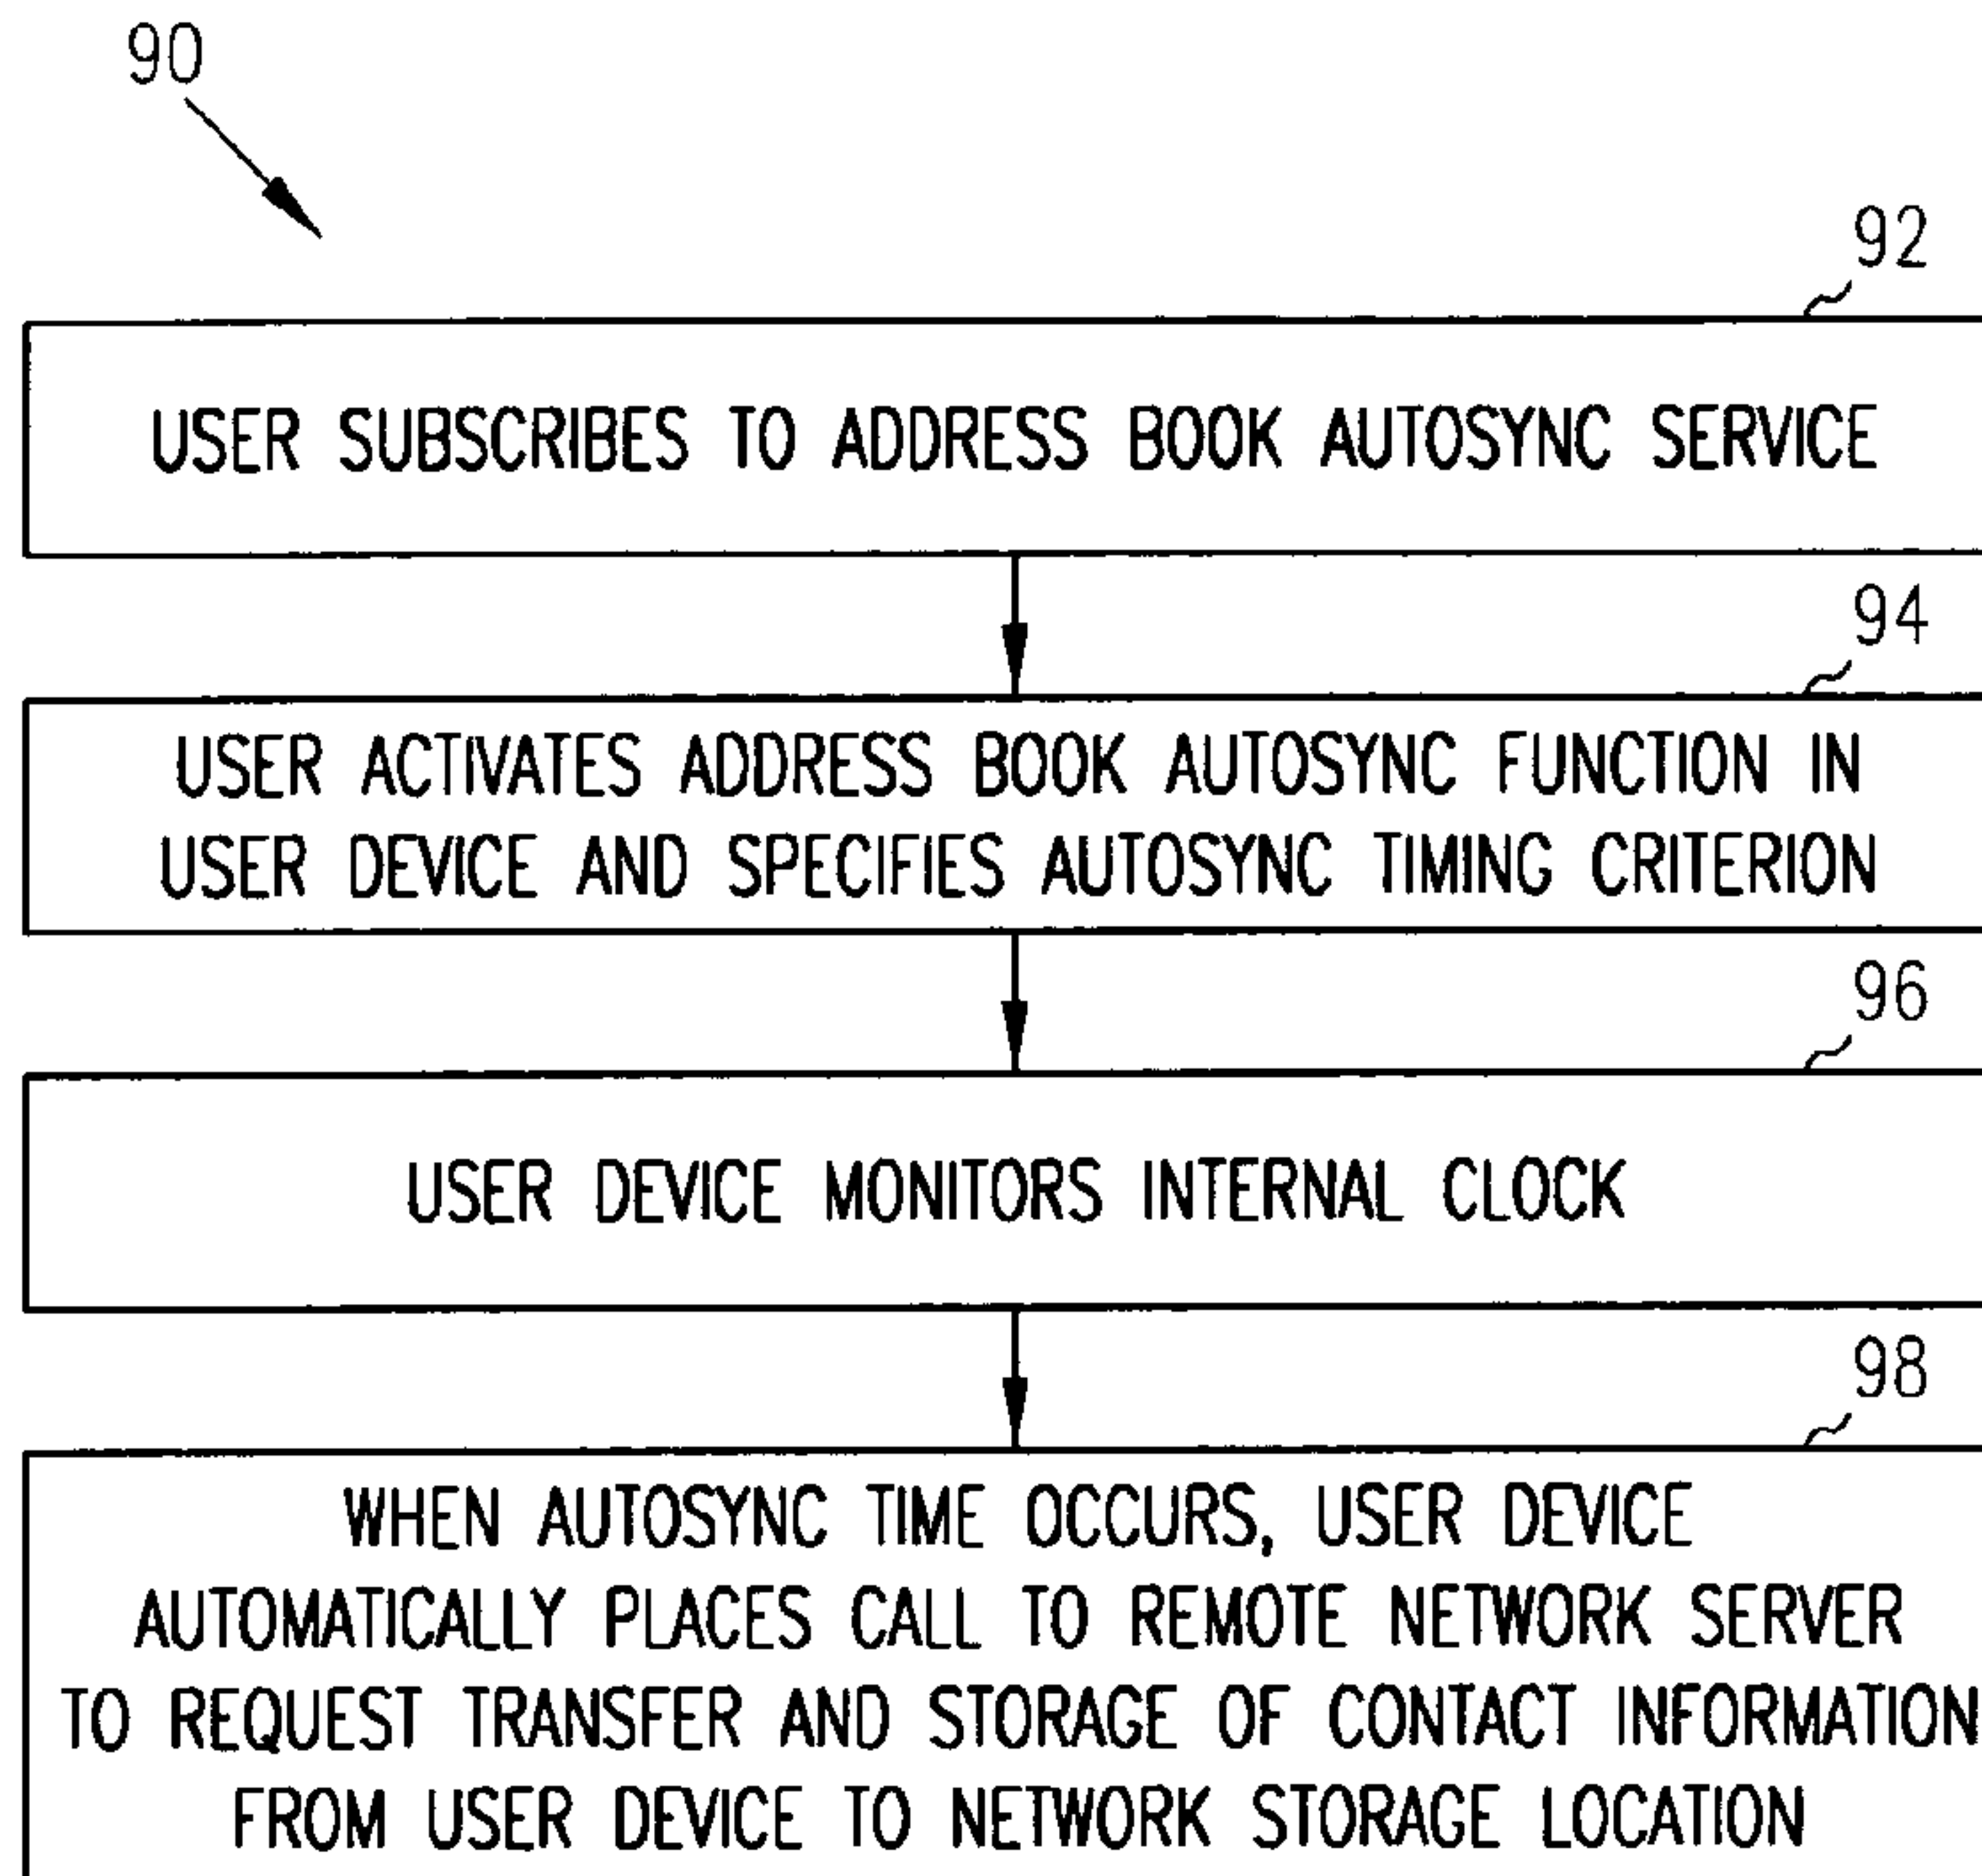 90
92
USER SUBSCRIBES TO ADDRESS BOOK AUTOSYNC SERVICE
94
USER ACTIVATES ADDRESS BOOK AUTOSYNC FUNCTION IN
USER DEVICE AND SPECIFIES AUTOSYNC TIMING CRITERION
96
USER DEVICE MONITORS INTERNAL CLOCK
98
WHEN AUTOSYNC TIME OCCURS, USER DEVICE
AUTOMATICALLY PLACES CALL TO REMOTE NETWORK SERVER
TO REQUEST TRANSFER AND STORAGE OF CONTACT INFORMATION
FROM USER DEVICE TO NETWORK STORAGE LOCATION